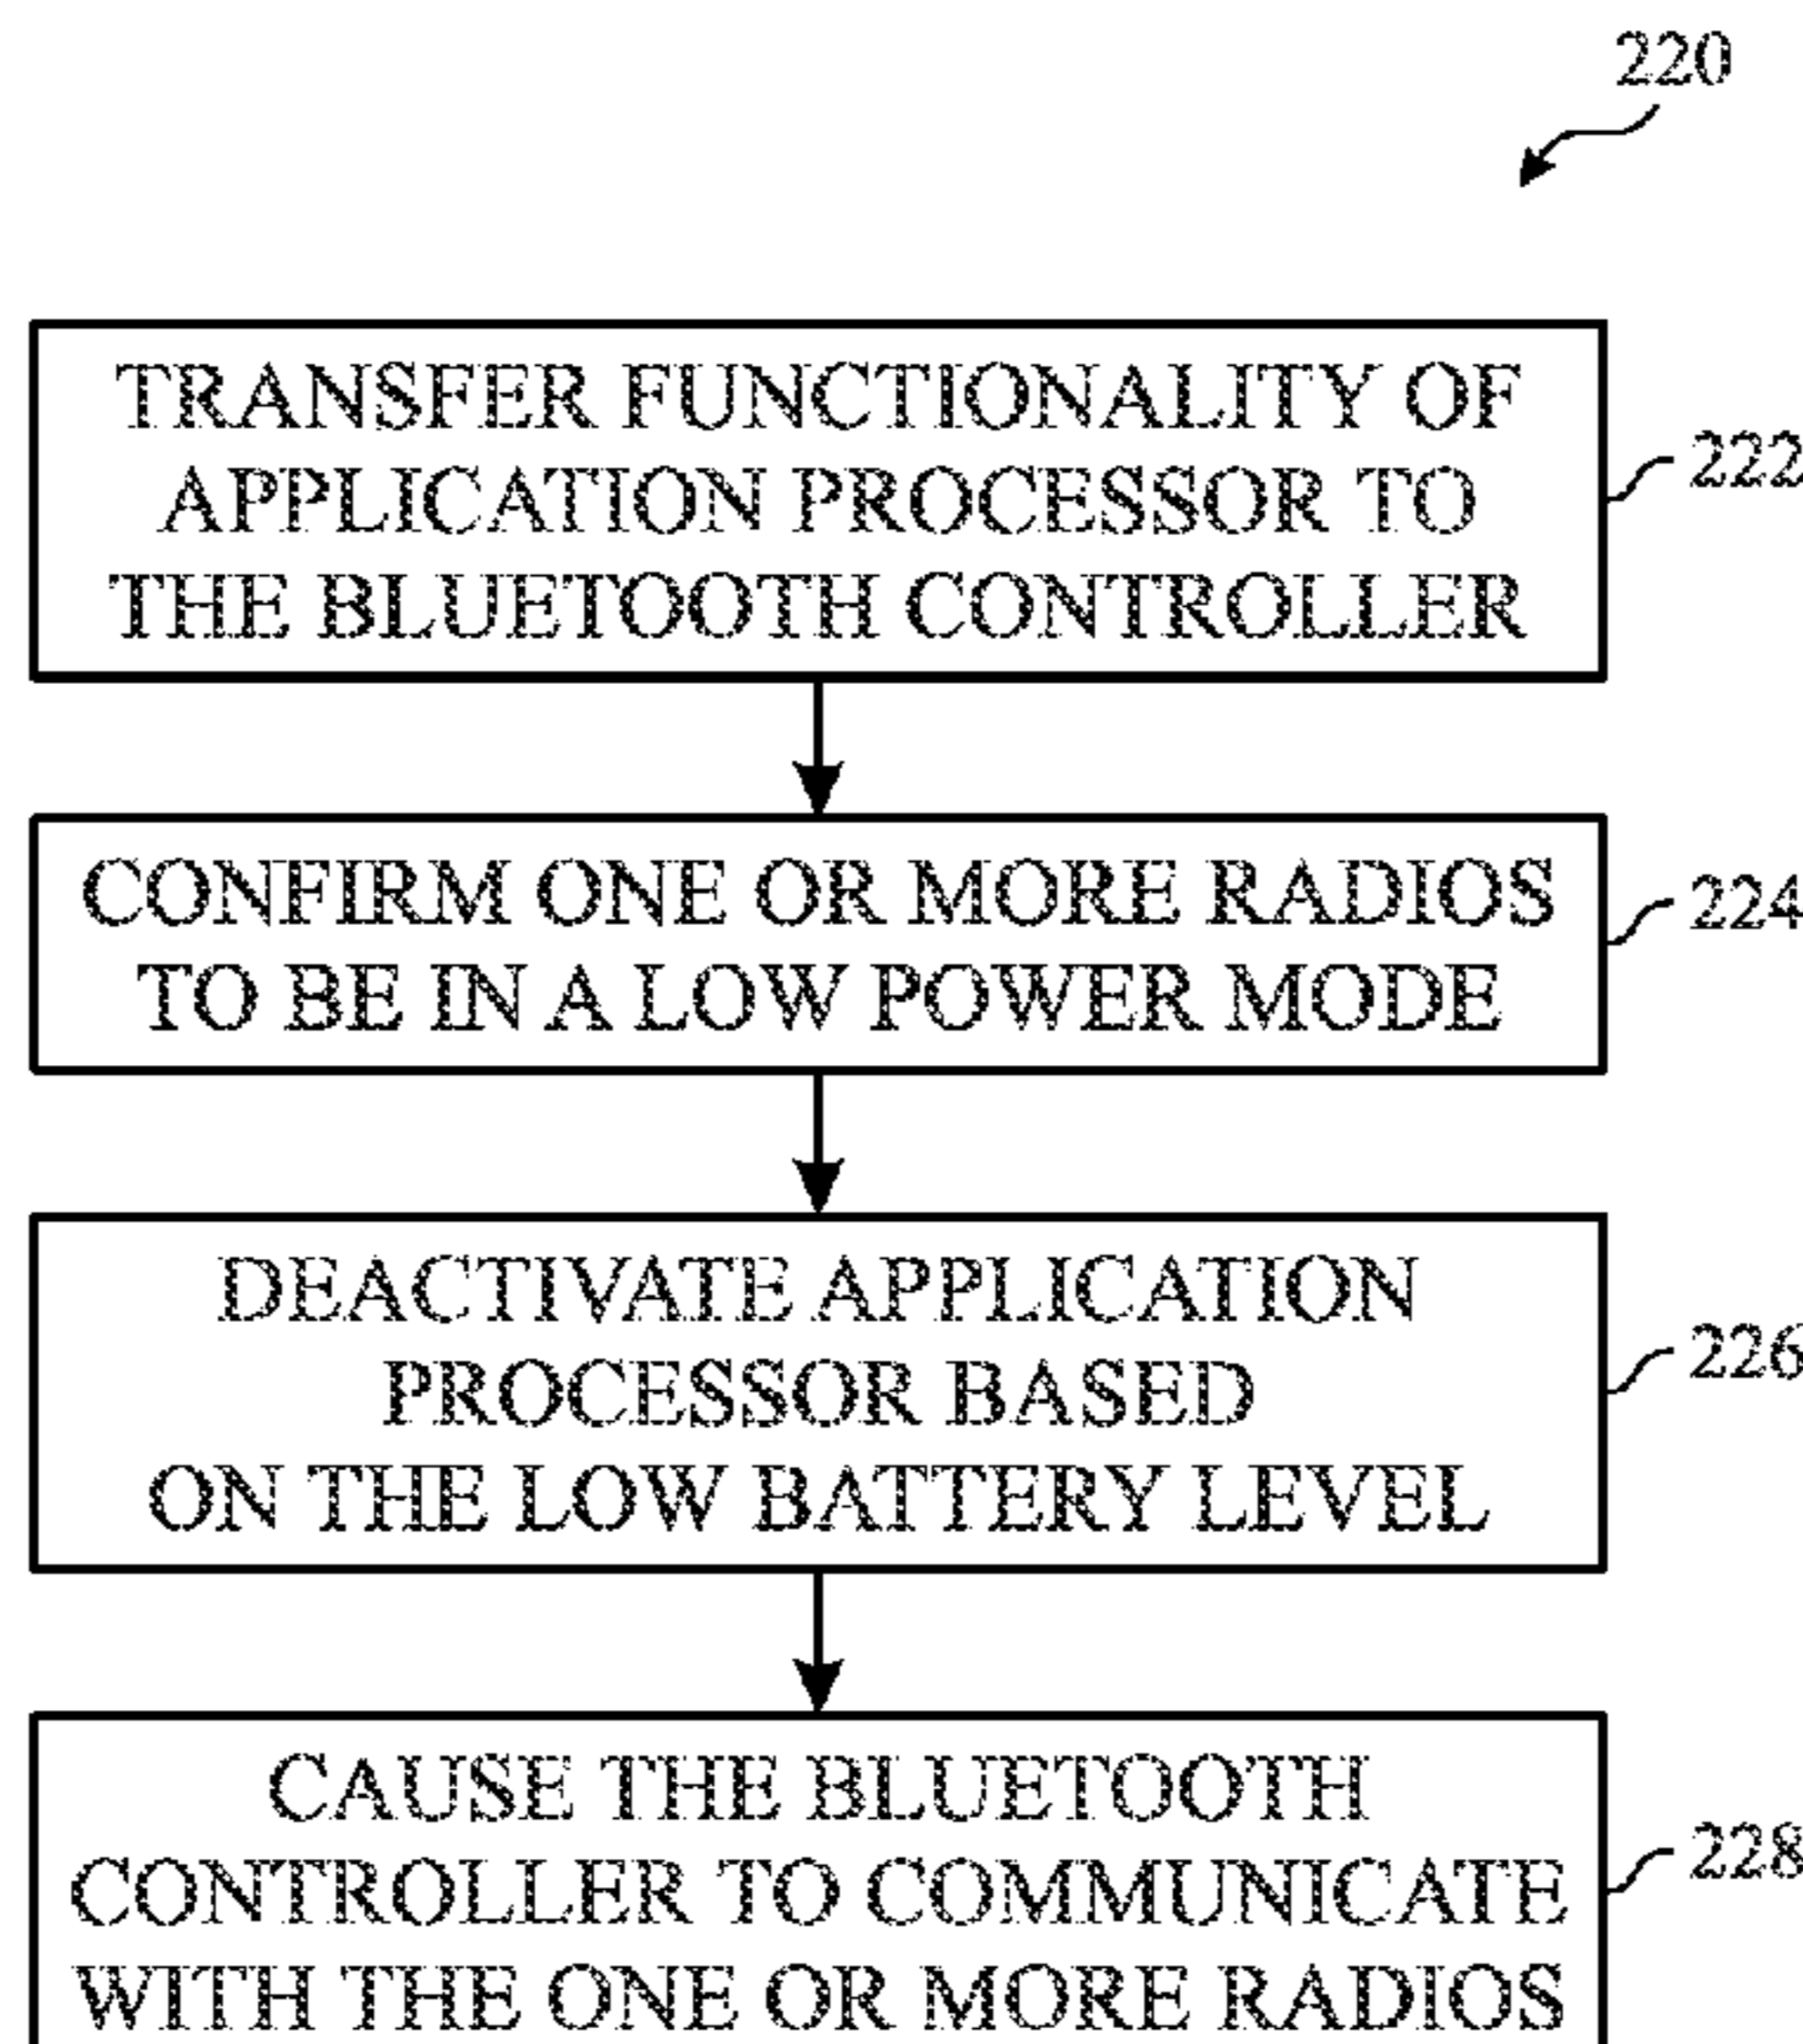 220
TRANSFER FUNCTIONALITY OF
APPLICATION PROCESSOR TO
THE BLUETOOTH CONTROLLER
222
CONFIRM ONE OR MORE RADIOS
TO BE IN A LOW POWER MODE
224
DEACTIVATE APPLICATION
PROCESSOR BASED
ON THE LOW BATTERY LEVEL
226
CAUSE THE BLUETOOTH
CONTROLLER TO COMMUNICATE
WITH THE ONE OR MORE RADIOS
228